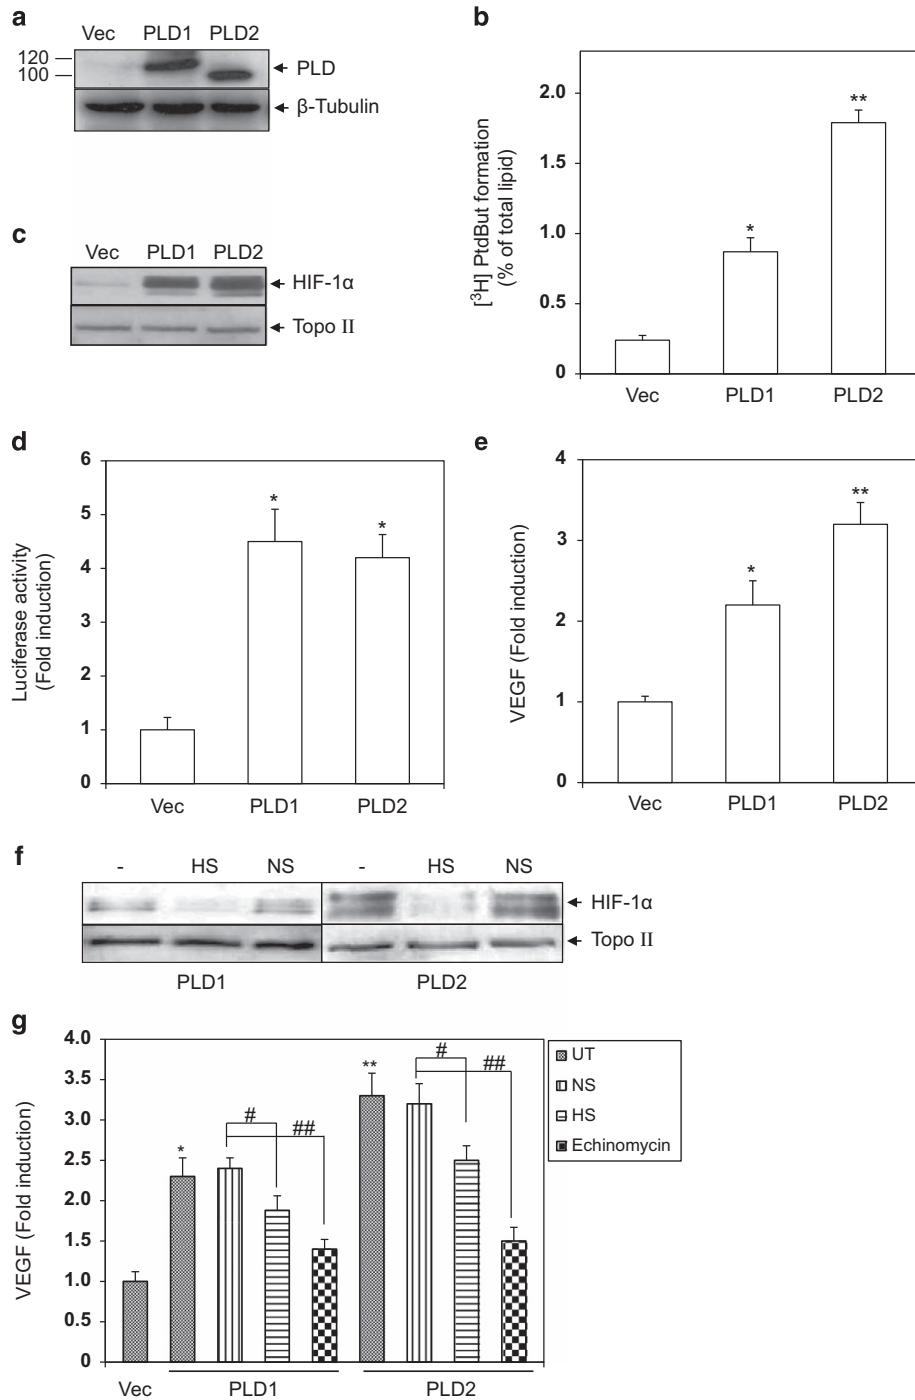 a
Vec PLD1 PLD2
120
100
PLD
β-Tubulin
b
[³H] PtdBut formation
(% of total lipid)
2.0
1.5
1.0
0.5
0
*
**
Vec PLD1 PLD2
c
Vec PLD1 PLD2
HIF-1α
Topo II
d
Luciferase activity
(Fold induction)
6
5
4
3
2
1
0
*
*
Vec PLD1 PLD2
e
VEGF (Fold induction)
4
3
2
1
0
*
**
Vec PLD1 PLD2
f
- HS NS - HS NS
HIF-1α
Topo II
PLD1 PLD2
g
VEGF (Fold induction)
4.0
3.5
3.0
2.5
2.0
1.5
1.0
0.5
0
*
#
##
**
#
##
Vec PLD1 PLD2
UT
NS
HS
Echinomycin